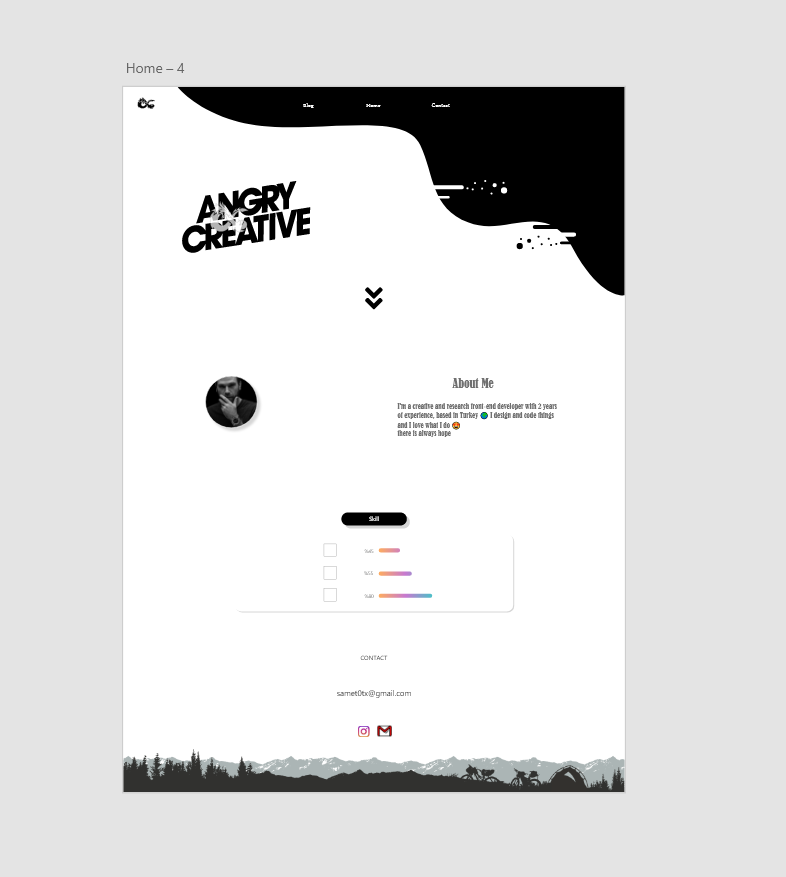 Home – 4
Blog
Home
Contact
ANGRY
CREATIVE
About Me
I'm a creative and research front-end developer with 2 years
of experience, based in Turkey 🌍 I design and code things
and I love what I do 🥰
there is always hope
Skill
%80
CONTACT
samet0tx@gmail.com